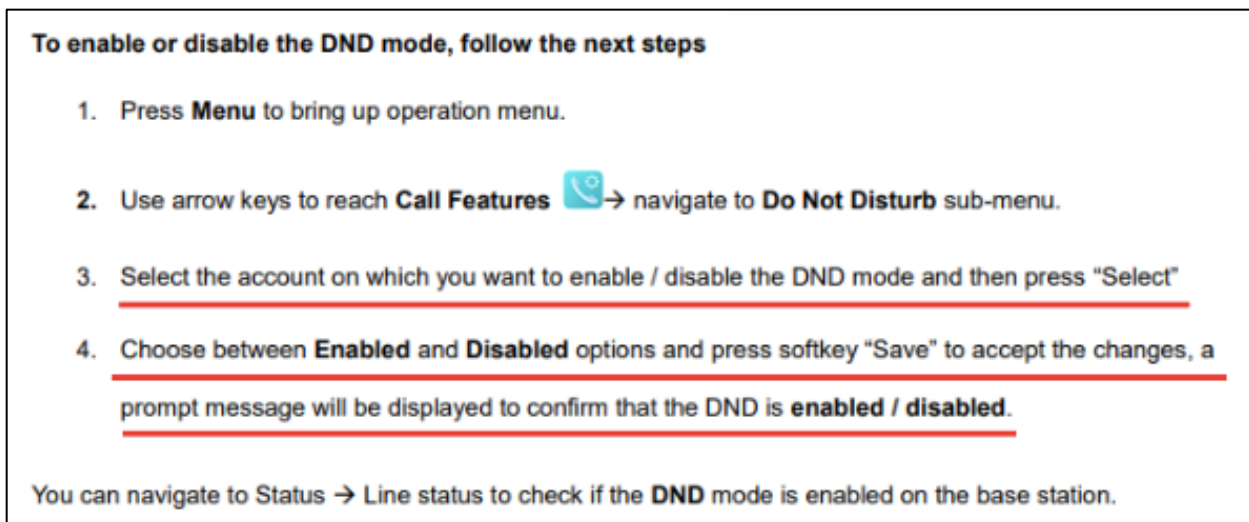 To enable or disable the DND mode, follow the next steps
1. Press Menu to bring up operation menu.
2. Use arrow keys to reach Call Features → navigate to Do Not Disturb sub-menu.
3. Select the account on which you want to enable / disable the DND mode and then press “Select”
4. Choose between Enabled and Disabled options and press softkey “Save” to accept the changes, a
prompt message will be displayed to confirm that the DND is enabled / disabled.
You can navigate to Status → Line status to check if the DND mode is enabled on the base station.